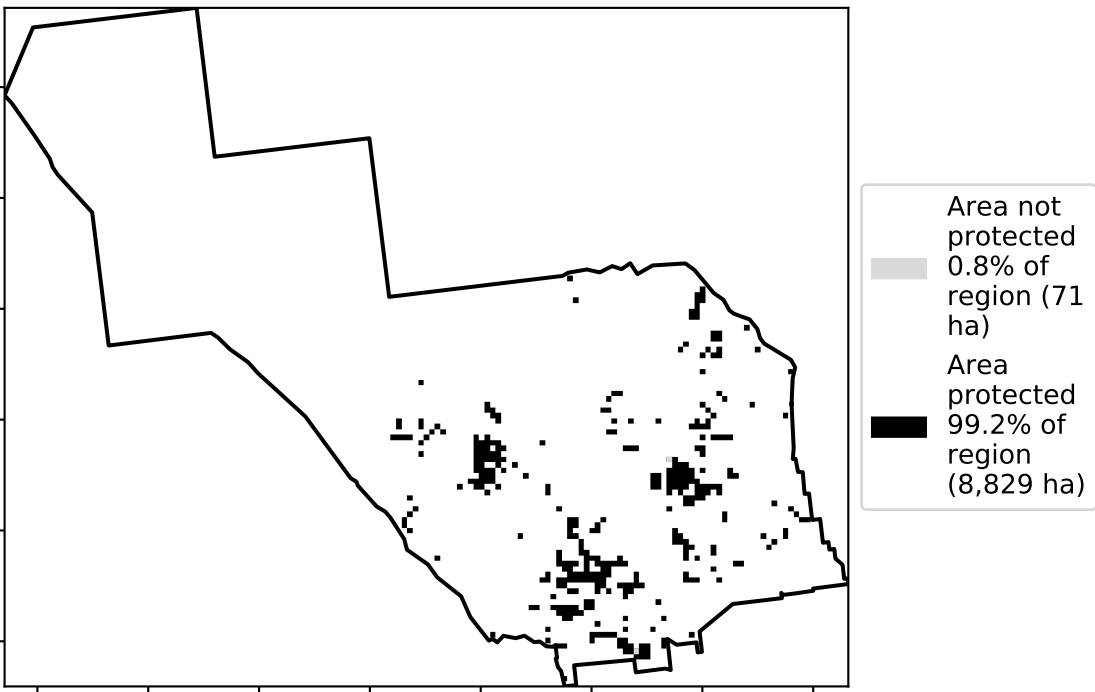 Area not
protected
0.8% of
region (71
ha)
Area
protected
99.2% of
region
(8,829 ha)